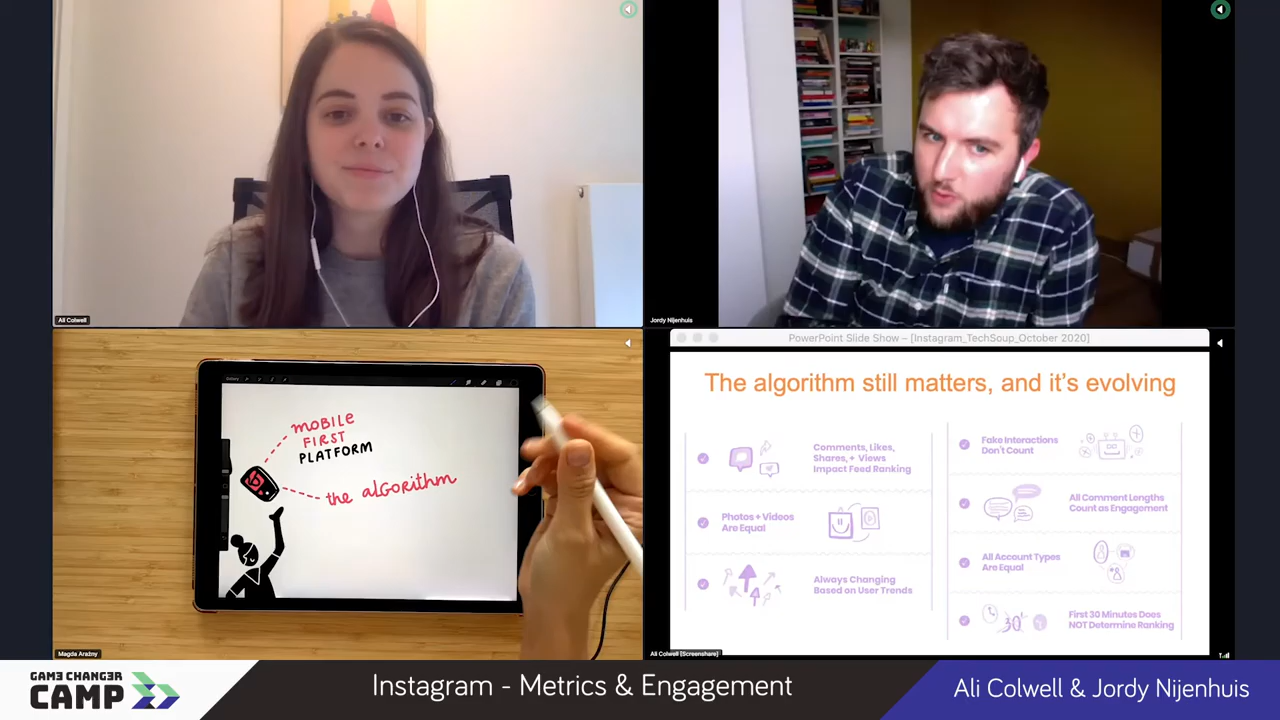 Ali Colwell
Jordy Nijenhuis
MOBILE
FIRST
PLATFORM
the algorithm
Magda Arażny
PowerPoint Slide Show – [Instagram_TechSoup_October 2020]
The algorithm still matters, and it's evolving
Comments, Likes,
Shares, + Views
Impact Feed Ranking
Photos + Videos
Are Equal
Always Changing
Based on User Trends
Fake Interactions
Don't Count
All Comment Lengths
Count as Engagement
All Account Types
Are Equal
30
First 30 Minutes Does
NOT Determine Ranking
Ali Colwell [Screenshare]
GAME CHANGER
CAMP
Instagram - Metrics & Engagement
Ali Colwell & Jordy Nijenhuis